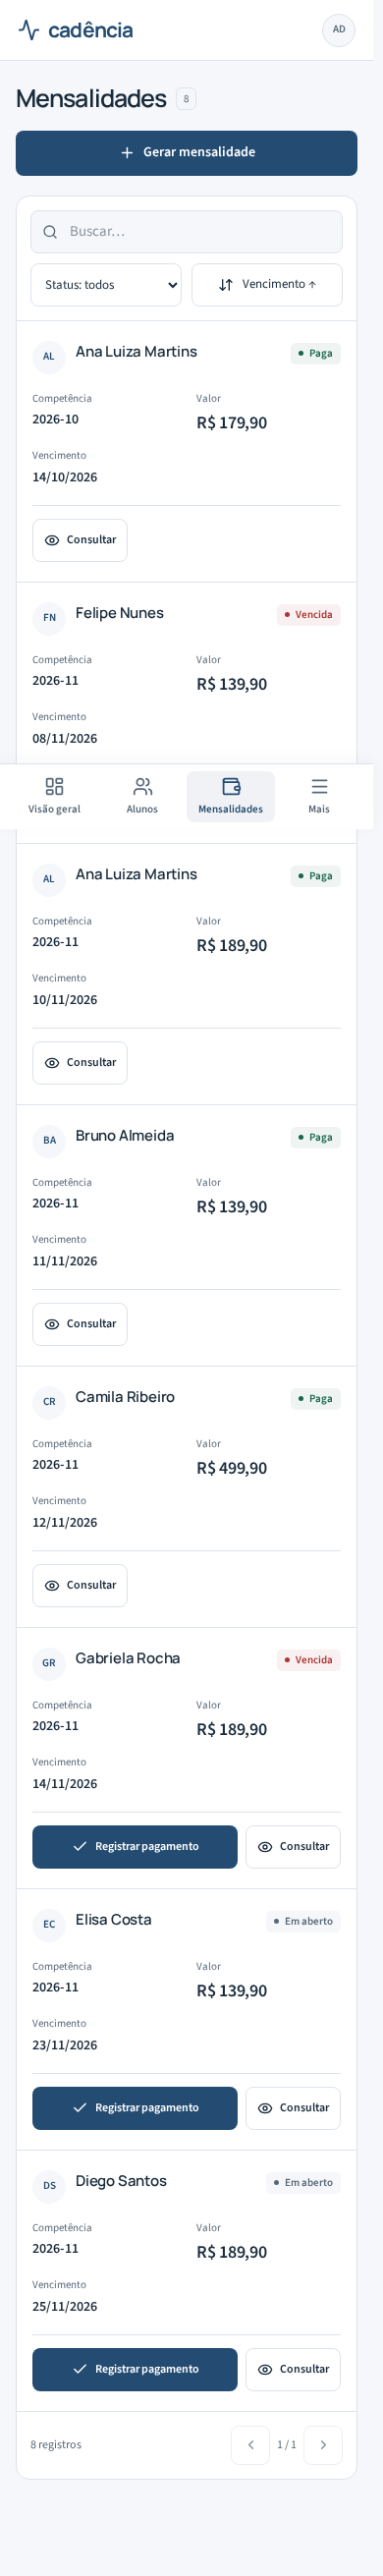 cadência
AD
Mensalidades 8
Gerar mensalidade
Buscar...
Status: todos
Vencimento ↑
AL Ana Luiza Martins Paga
Competência Valor
2026-10 R$ 179,90
Vencimento
14/10/2026
Consultar
FN Felipe Nunes Vencida
Competência Valor
2026-11 R$ 139,90
Vencimento
08/11/2026
Visão geral Alunos Mensalidades Mais
AL Ana Luiza Martins Paga
Competência Valor
2026-11 R$ 189,90
Vencimento
10/11/2026
Consultar
BA Bruno Almeida Paga
Competência Valor
2026-11 R$ 139,90
Vencimento
11/11/2026
Consultar
CR Camila Ribeiro Paga
Competência Valor
2026-11 R$ 499,90
Vencimento
12/11/2026
Consultar
GR Gabriela Rocha Vencida
Competência Valor
2026-11 R$ 189,90
Vencimento
14/11/2026
Registrar pagamento Consultar
EC Elisa Costa Em aberto
Competência Valor
2026-11 R$ 139,90
Vencimento
23/11/2026
Registrar pagamento Consultar
DS Diego Santos Em aberto
Competência Valor
2026-11 R$ 189,90
Vencimento
25/11/2026
Registrar pagamento Consultar
8 registros 1 / 1